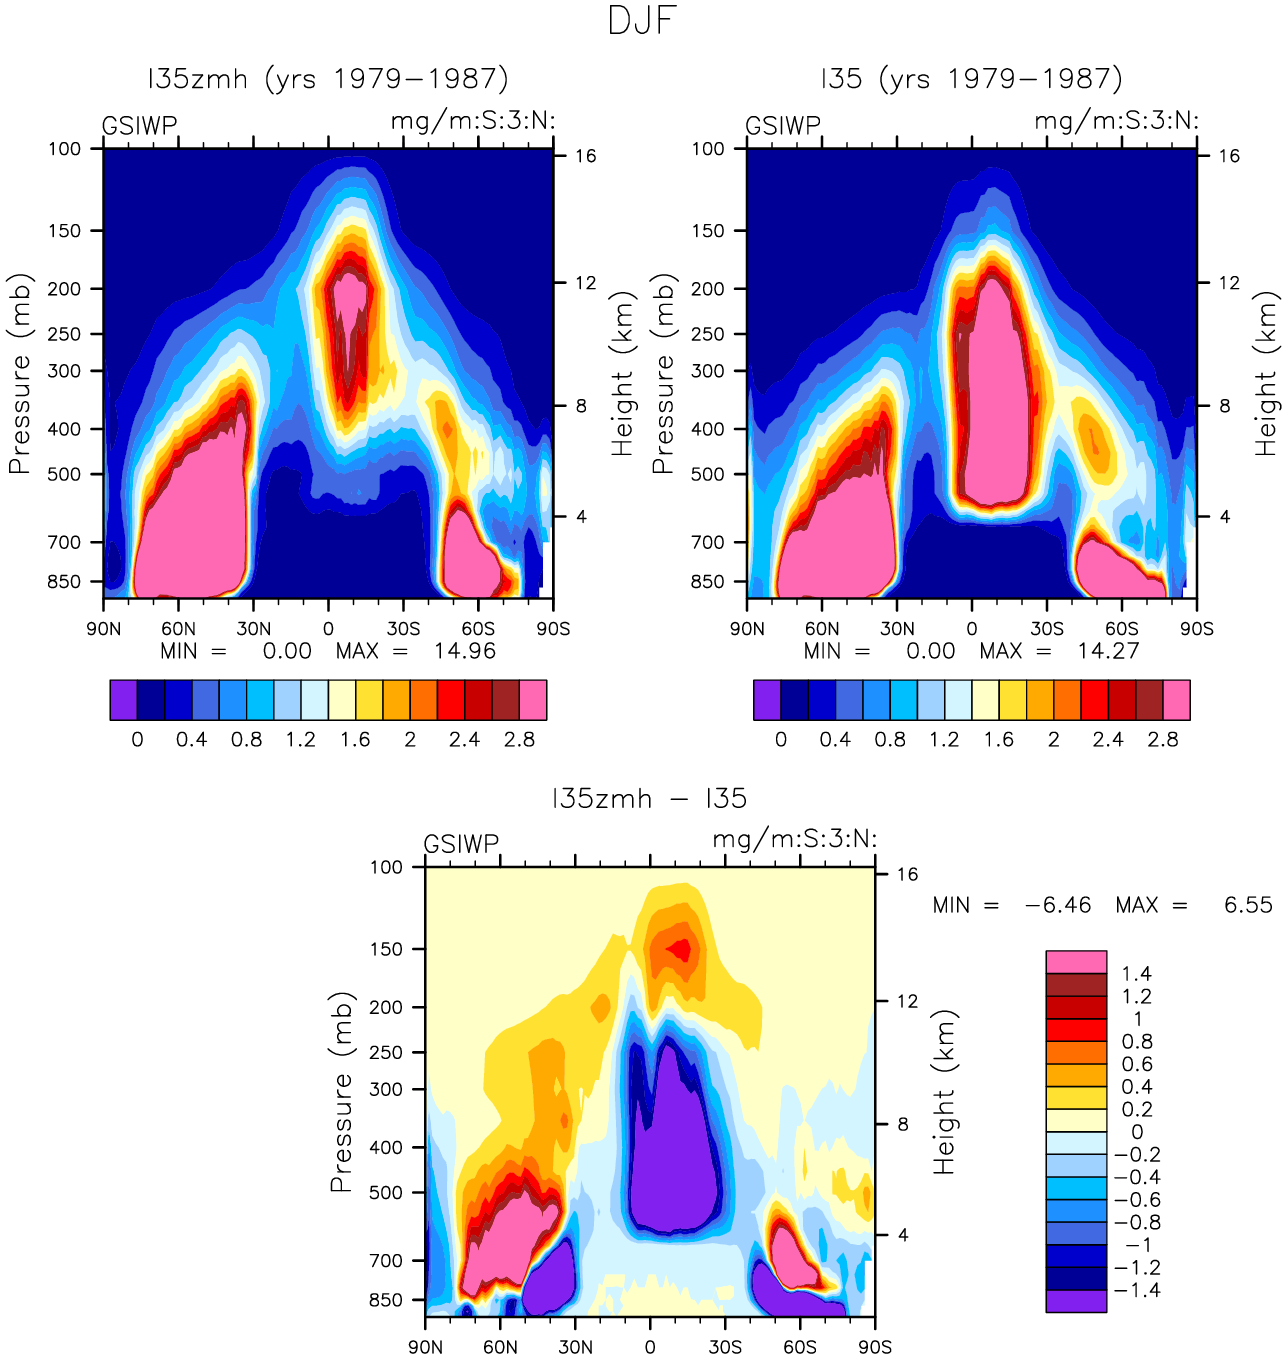 DJF
I35zmh (yrs 1979-1987)
GSIWP mg/m:S:3:N:
Pressure (mb)
100
150
200
250
300
400
500
700
850
16
12
8
4
Height (km)
90N 60N 30N 0 30S 60S 90S
MIN = 0.00 MAX = 14.96
0 0.4 0.8 1.2 1.6 2 2.4 2.8
I35 (yrs 1979-1987)
GSIWP mg/m:S:3:N:
Pressure (mb)
100
150
200
250
300
400
500
700
850
16
12
8
4
Height (km)
90N 60N 30N 0 30S 60S 90S
MIN = 0.00 MAX = 14.27
0 0.4 0.8 1.2 1.6 2 2.4 2.8
I35zmh - I35
GSIWP mg/m:S:3:N:
Pressure (mb)
100
150
200
250
300
400
500
700
850
16
12
8
4
Height (km)
90N 60N 30N 0 30S 60S 90S
MIN = -6.46 MAX = 6.55
1.4
1.2
1
0.8
0.6
0.4
0.2
0
-0.2
-0.4
-0.6
-0.8
-1
-1.2
-1.4